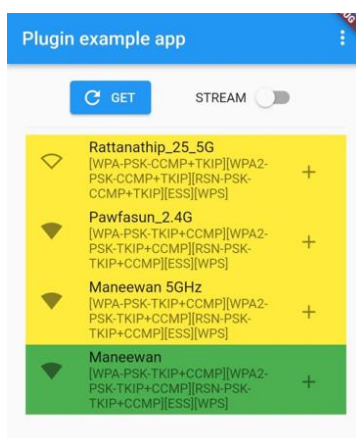 Plugin example app
GET
STREAM
Rattanathip_25_5G
[WPA-PSK-CCMP+TKIP][WPA2-
PSK-CCMP+TKIP][RSN-PSK-
CCMP+TKIP][ESS][WPS]
Pawfasun_2.4G
[WPA-PSK-TKIP+CCMP][WPA2-
PSK-TKIP+CCMP][RSN-PSK-
TKIP+CCMP][ESS][WPS]
Maneewan 5GHz
[WPA-PSK-TKIP+CCMP][WPA2-
PSK-TKIP+CCMP][RSN-PSK-
TKIP+CCMP][ESS][WPS]
Maneewan
[WPA-PSK-TKIP+CCMP][WPA2-
PSK-TKIP+CCMP][RSN-PSK-
TKIP+CCMP][ESS][WPS]